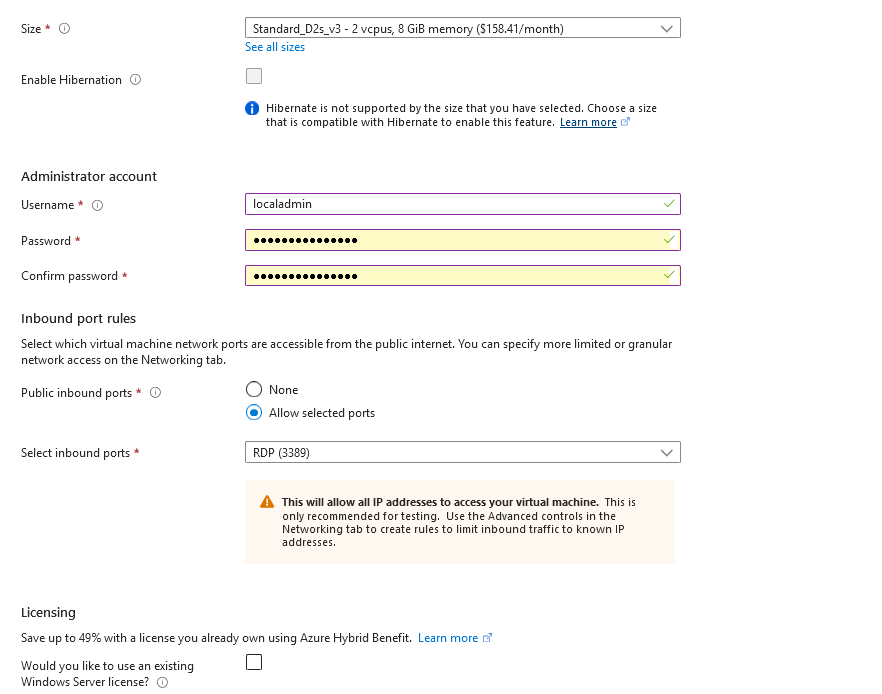 Size *
Standard_D2s_v3 - 2 vcpus, 8 GiB memory ($158.41/month)
See all sizes
Enable Hibernation
Hibernate is not supported by the size that you have selected. Choose a size
that is compatible with Hibernate to enable this feature. Learn more
Administrator account
Username *
localadmin
Password *
●●●●●●●●●●●●●●●
Confirm password *
●●●●●●●●●●●●●●●
Inbound port rules
Select which virtual machine network ports are accessible from the public internet. You can specify more limited or granular
network access on the Networking tab.
Public inbound ports *
None
Allow selected ports
Select inbound ports *
RDP (3389)
This will allow all IP addresses to access your virtual machine. This is
only recommended for testing. Use the Advanced controls in the
Networking tab to create rules to limit inbound traffic to known IP
addresses.
Licensing
Save up to 49% with a license you already own using Azure Hybrid Benefit. Learn more
Would you like to use an existing
Windows Server license?